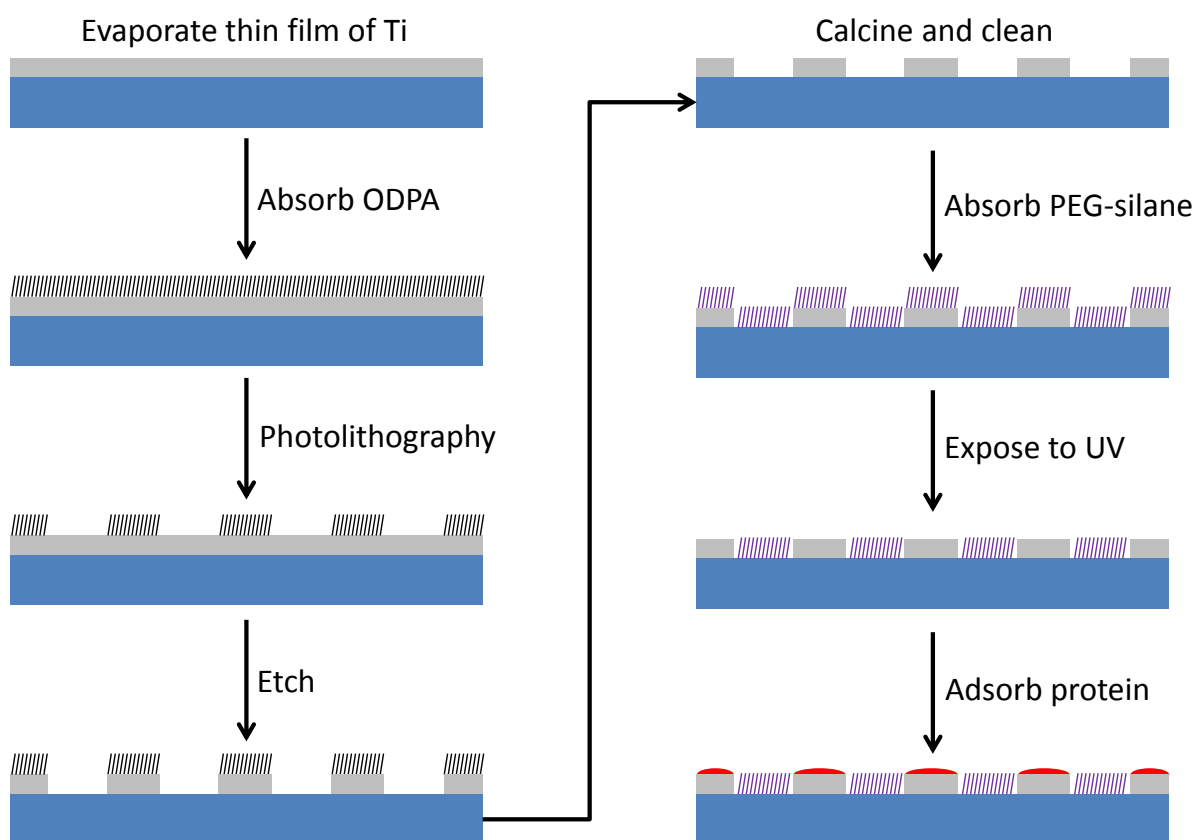 Evaporate thin film of Ti
Absorb ODPA
Photolithography
Etch
Calcine and clean
Absorb PEG-silane
Expose to UV
Adsorb protein